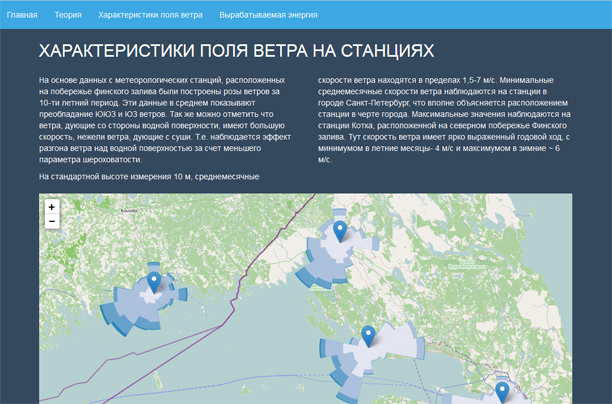 Главная Теория Характеристики поля ветра Вырабатываемая энергия
ХАРАКТЕРИСТИКИ ПОЛЯ ВЕТРА НА СТАНЦИЯХ
На основе данных с метеорологических станций, расположенных
на побережье финского залива были построены розы ветров за
10-ти летний период. Эти данные в среднем показывают
преобладание ЮЮЗ и ЮЗ ветров. Так же можно отметить что
ветра, дующие со стороны водной поверхности, имеют большую
скорость, нежели ветра, дующие с суши. Т.е. наблюдается эффект
разгона ветра над водной поверхностью за счет меньшего
параметра шероховатости.
На стандартной высоте измерения 10 м, среднемесячные
скорости ветра находятся в пределах 1,5-7 м/с. Минимальные
среднемесячные скорости ветра наблюдаются на станции в
городе Санкт-Петербург, что вполне объясняется расположением
станции в черте города. Максимальные значения наблюдаются на
станции Котка, расположенной на северном побережье Финского
залива. Тут скорость ветра имеет ярко выраженный годовой ход, с
минимумом в летние месяцы- 4 м/с и максимумом в зимние ~ 6
м/с.
+
−